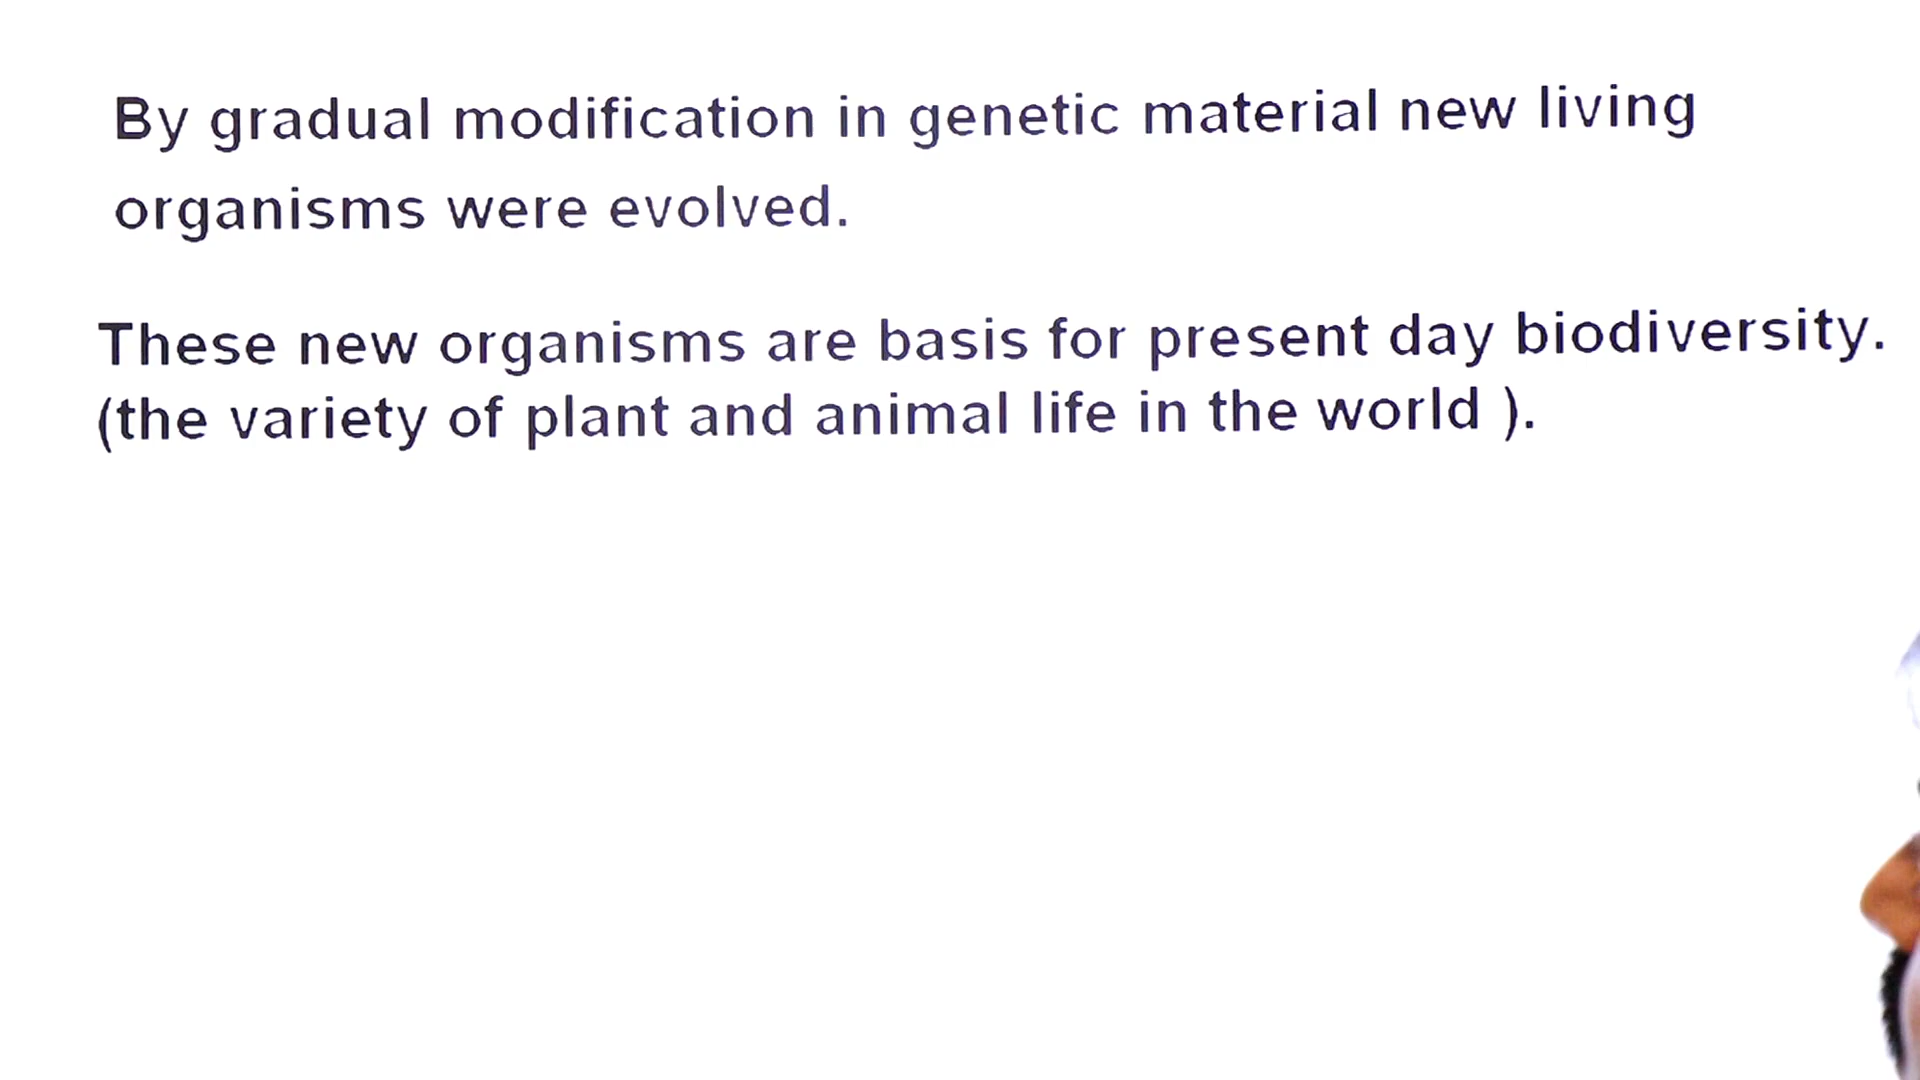 By gradual modification in genetic material new living
organisms were evolved.
These new organisms are basis for present day biodiversity.
(the variety of plant and animal life in the world ).